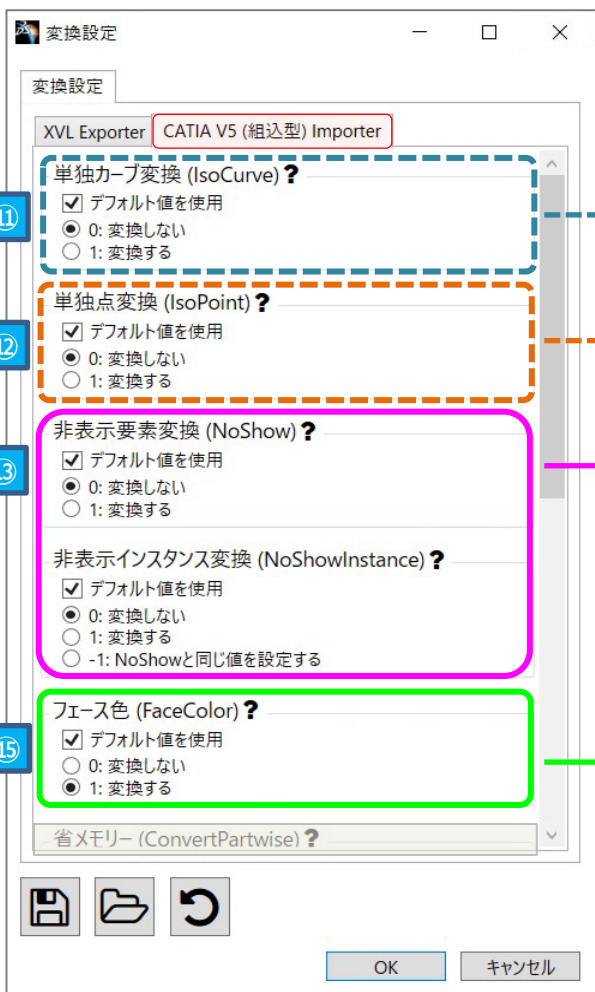 変換設定
変換設定
XVL Exporter CATIA V5 (組込型) Importer
単独カーブ変換 (IsoCurve) ?
⑪
デフォルト値を使用
0: 変換しない
1: 変換する
単独点変換 (IsoPoint) ?
⑫
デフォルト値を使用
0: 変換しない
1: 変換する
非表示要素変換 (NoShow) ?
⑬
デフォルト値を使用
0: 変換しない
1: 変換する
非表示インスタンス変換 (NoShowInstance) ?
デフォルト値を使用
0: 変換しない
1: 変換する
-1: NoShowと同じ値を設定する
フェース色 (FaceColor) ?
⑮
デフォルト値を使用
0: 変換しない
1: 変換する
省メモリー (ConvertPartwise) ?
OK キャンセル